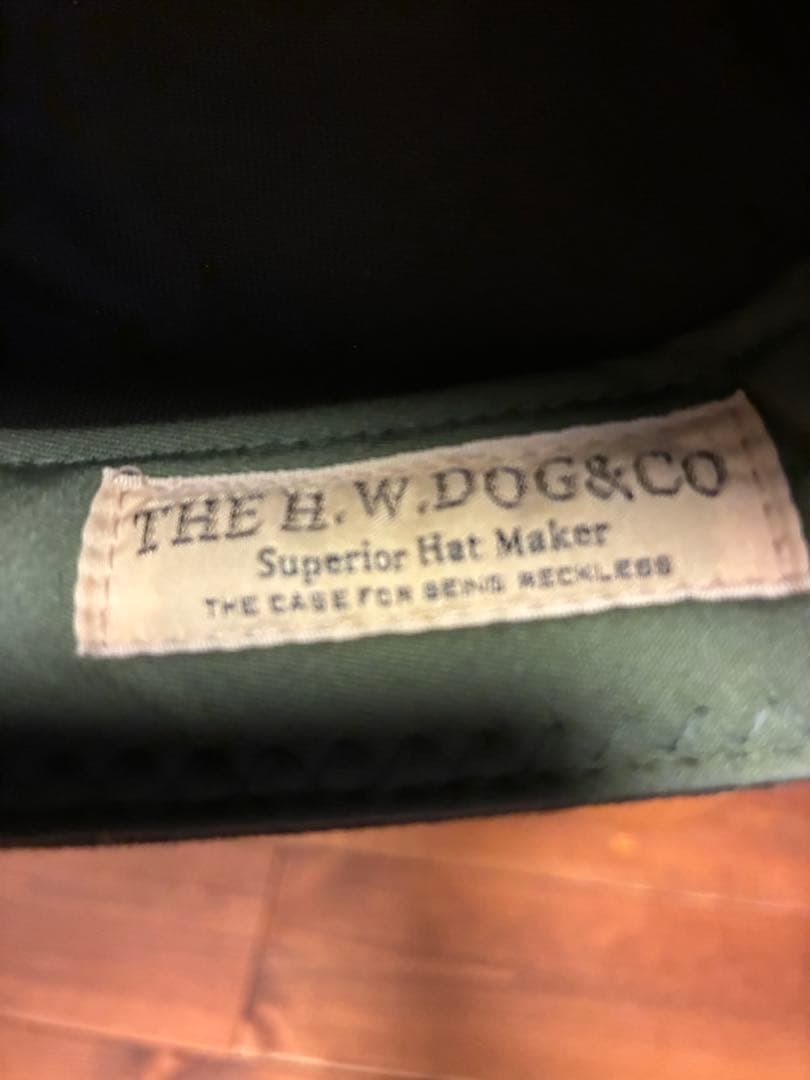 THE H.W.DOG&CO
Superior Hat Maker
THE CASE FOR BEING RECKLESS